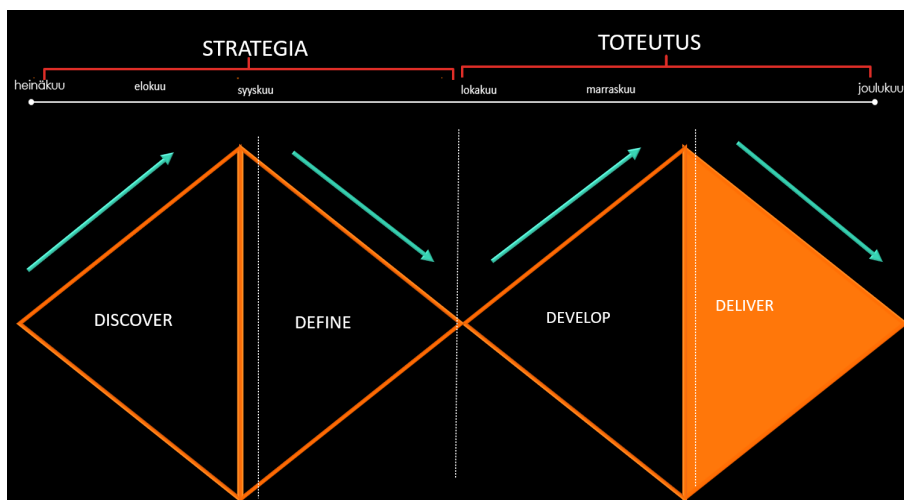 STRATEGIA
TOTEUTUS
heinäkuu
elokuu
syyskuu
lokakuu
marraskuu
joulukuu
DISCOVER
DEFINE
DEVELOP
DELIVER